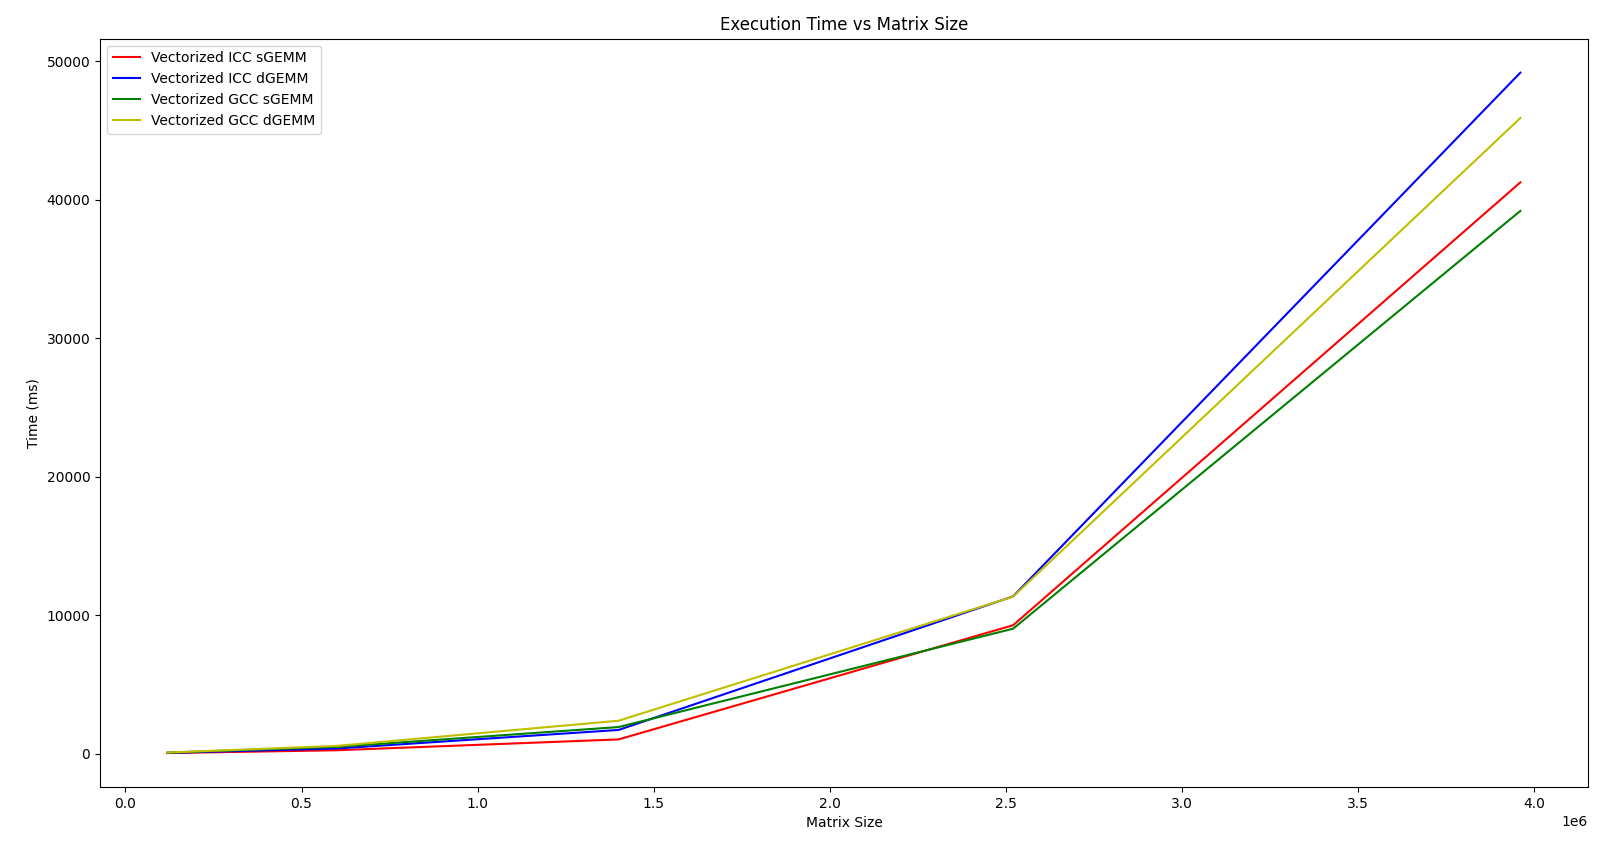 Execution Time vs Matrix Size
Vectorized ICC sGEMM
Vectorized ICC dGEMM
Vectorized GCC sGEMM
Vectorized GCC dGEMM
50000
40000
30000
20000
10000
0
Time (ms)
0.0 0.5 1.0 1.5 2.0 2.5 3.0 3.5 4.0
1e6
Matrix Size